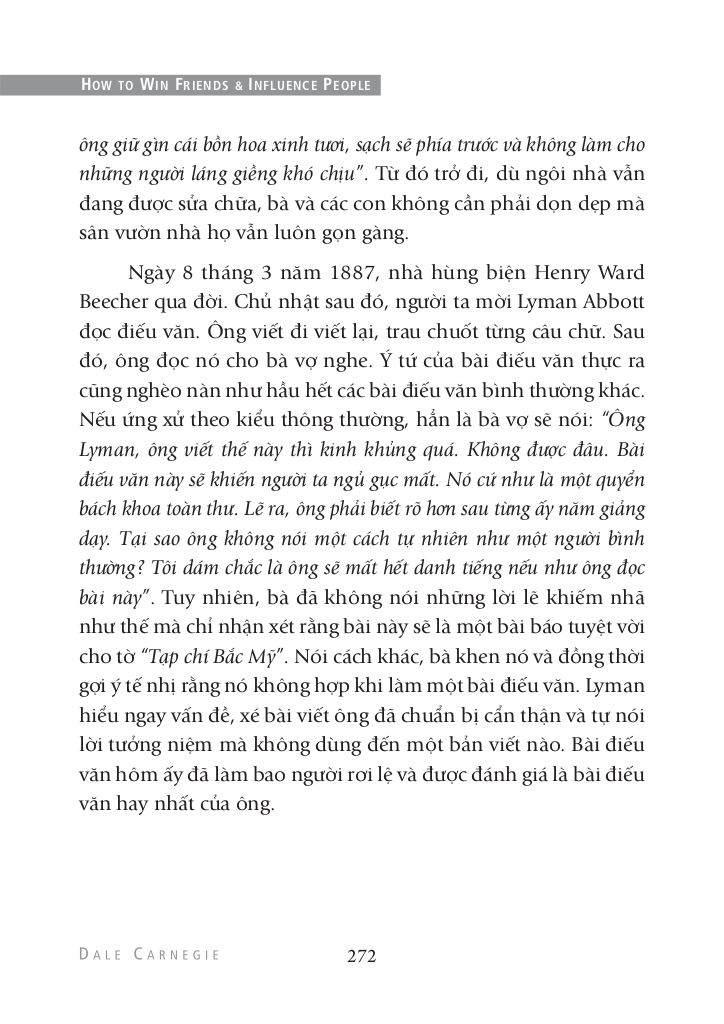 HOW TO WIN FRIENDS & INFLUENCE PEOPLE
ông giữ gìn cái bồn hoa xinh tươi, sạch sẽ phía trước và không làm cho
những người láng giềng khó chịu”. Từ đó trở đi, dù ngôi nhà vẫn
đang được sửa chữa, bà và các con không cần phải dọn dẹp mà
sân vườn nhà họ vẫn luôn gọn gàng.
Ngày 8 tháng 3 năm 1887, nhà hùng biện Henry Ward
Beecher qua đời. Chủ nhật sau đó, người ta mời Lyman Abbott
đọc điếu văn. Ông viết đi viết lại, trau chuốt từng câu chữ. Sau
đó, ông đọc nó cho bà vợ nghe. Ý tứ của bài điếu văn thực ra
cũng nghèo nàn như hầu hết các bài điếu văn bình thường khác.
Nếu ứng xử theo kiểu thông thường, hẳn là bà vợ sẽ nói: “Ông
Lyman, ông viết thế này thì kinh khủng quá. Không được đâu. Bài
điếu văn này sẽ khiến người ta ngủ gục mất. Nó cứ như là một quyển
bách khoa toàn thư. Lẽ ra, ông phải biết rõ hơn sau từng ấy năm giảng
dạy. Tại sao ông không nói một cách tự nhiên như một người bình
thường? Tôi dám chắc là ông sẽ mất hết danh tiếng nếu như ông đọc
bài này”. Tuy nhiên, bà đã không nói những lời lẽ khiếm nhã
như thế mà chỉ nhận xét rằng bài này sẽ là một bài báo tuyệt vời
cho tờ “Tạp chí Bắc Mỹ”. Nói cách khác, bà khen nó và đồng thời
gợi ý tế nhị rằng nó không hợp khi làm một bài điếu văn. Lyman
hiểu ngay vấn đề, xé bài viết ông đã chuẩn bị cẩn thận và tự nói
lời tưởng niệm mà không dùng đến một bản viết nào. Bài điếu
văn hôm ấy đã làm bao người rơi lệ và được đánh giá là bài điếu
văn hay nhất của ông.
DALE CARNEGIE 272